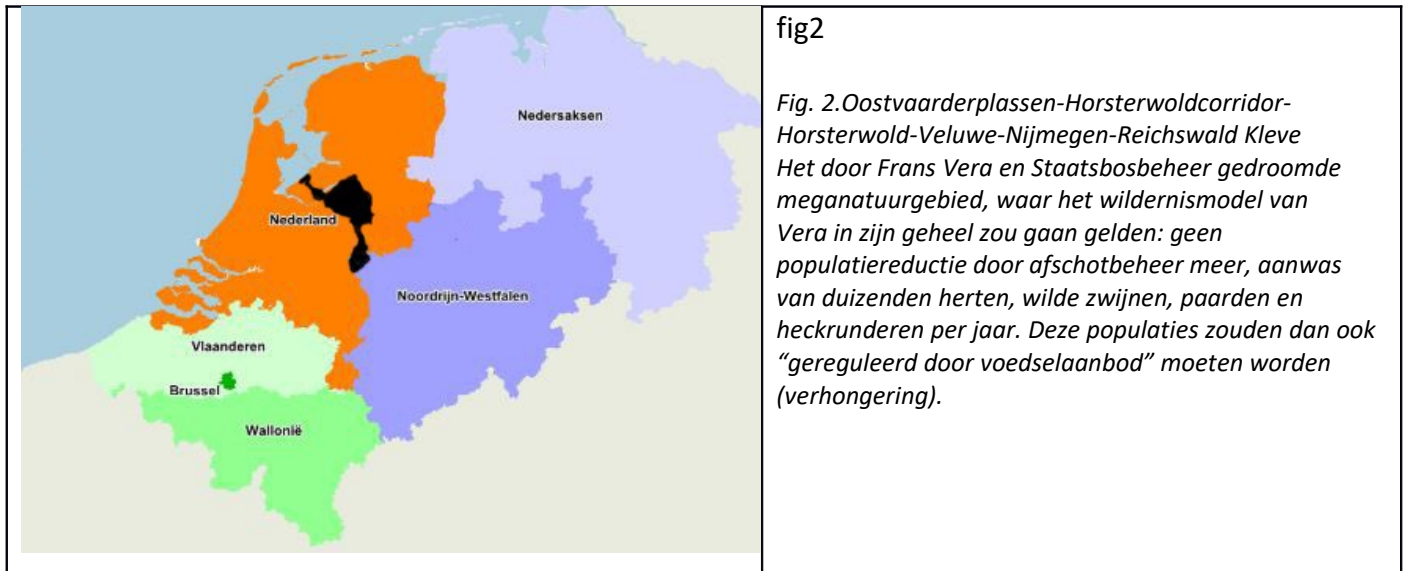 Nedersaksen
Nederland
Noordrijn-Westfalen
Vlaanderen
Brussel
Wallonië
fig2
Fig. 2.Oostvaarderplassen-Horsterwoldcorridor-
Horsterwold-Veluwe-Nijmegen-Reichswald Kleve
Het door Frans Vera en Staatsbosbeheer gedroomde
meganatuurgebied, waar het wildernismodel van
Vera in zijn geheel zou gaan gelden: geen
populatiereductie door afschotbeheer meer, aanwas
van duizenden herten, wilde zwijnen, paarden en
heckrunderen per jaar. Deze populaties zouden dan ook
“gereguleerd door voedselaanbod” moeten worden
(verhongering).